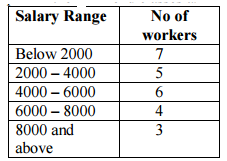 Salary Range No of
workers
Below 2000 7
2000 – 4000 5
4000 – 6000 6
6000 – 8000 4
8000 and 3
above